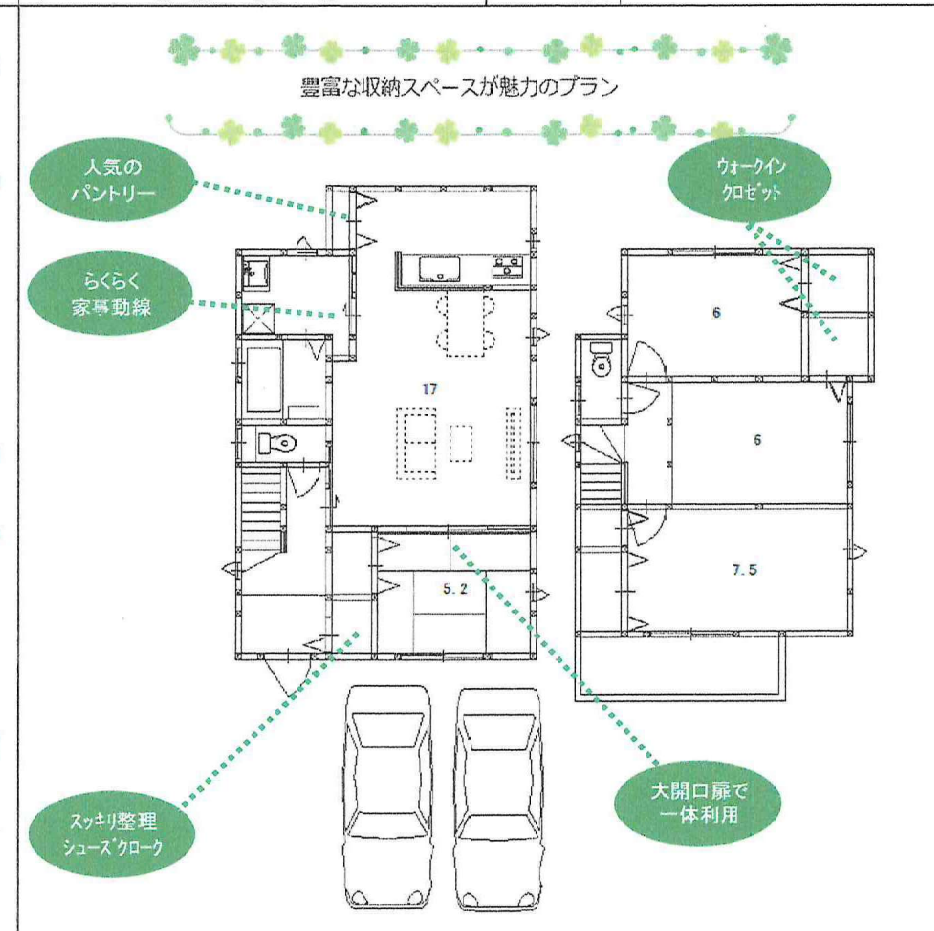 豊富な収納スペースが魅力のプラン
人気の
パントリー
ウォークイン
クロゼット
らくらく
家事動線
6
17
6
5.2
7.5
スッキリ整理
シューズクローク
大開口扉で
一体利用